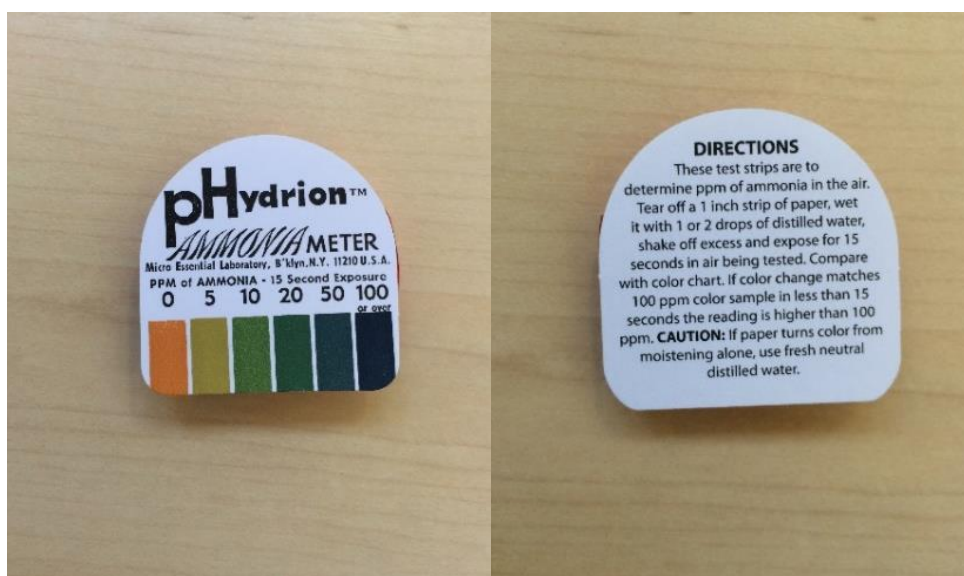 pHydrion™
AMMONIA METER
Micro Essential Laboratory, B'klyn.N.Y. 11210 U.S.A.
PPM of AMMONIA - 15 Second Exposure
0 5 10 20 50 100
or over
DIRECTIONS
These test strips are to
determine ppm of ammonia in the air.
Tear off a 1 inch strip of paper, wet
it with 1 or 2 drops of distilled water,
shake off excess and expose for 15
seconds in air being tested. Compare
with color chart. If color change matches
100 ppm color sample in less than 15
seconds the reading is higher than 100
ppm. CAUTION: If paper turns color from
moistening alone, use fresh neutral
distilled water.